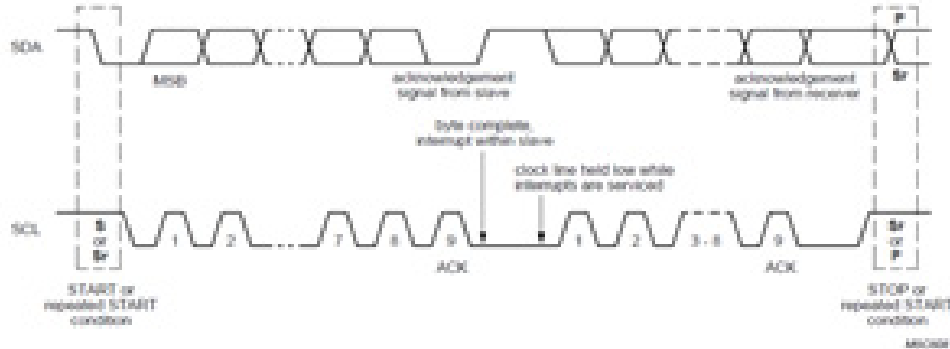 P
SDA
MSB
acknowledgement
signal from slave
acknowledgement
signal from receiver
Sr
byte complete,
interrupt within slave
clock line held low while
interrupts are serviced
SCL
S
or
Sr
1
2
7
8
9
1
2
3 - 8
9
Sr
or
P
ACK
ACK
START or
repeated START
condition
STOP or
repeated START
condition